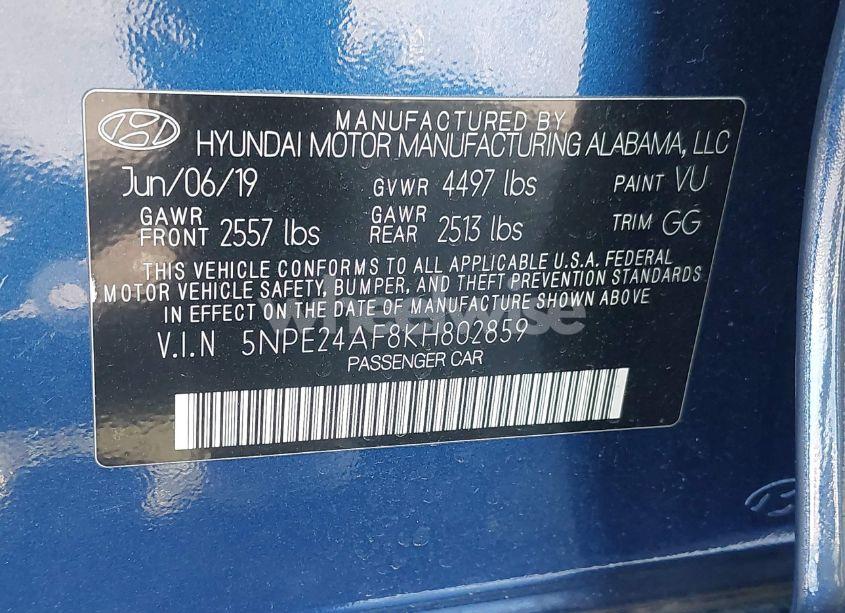 MANUFACTURED BY
HYUNDAI MOTOR MANUFACTURING ALABAMA, LLC
Jun/06/19 GVWR 4497 lbs PAINT VU
GAWR FRONT 2557 lbs GAWR REAR 2513 lbs TRIM GG
THIS VEHICLE CONFORMS TO ALL APPLICABLE U.S.A. FEDERAL
MOTOR VEHICLE SAFETY, BUMPER, AND THEFT PREVENTION STANDARDS
IN EFFECT ON THE DATE OF MANUFACTURE SHOWN ABOVE
wheelwise
V.I.N 5NPE24AF8KH802859
PASSENGER CAR